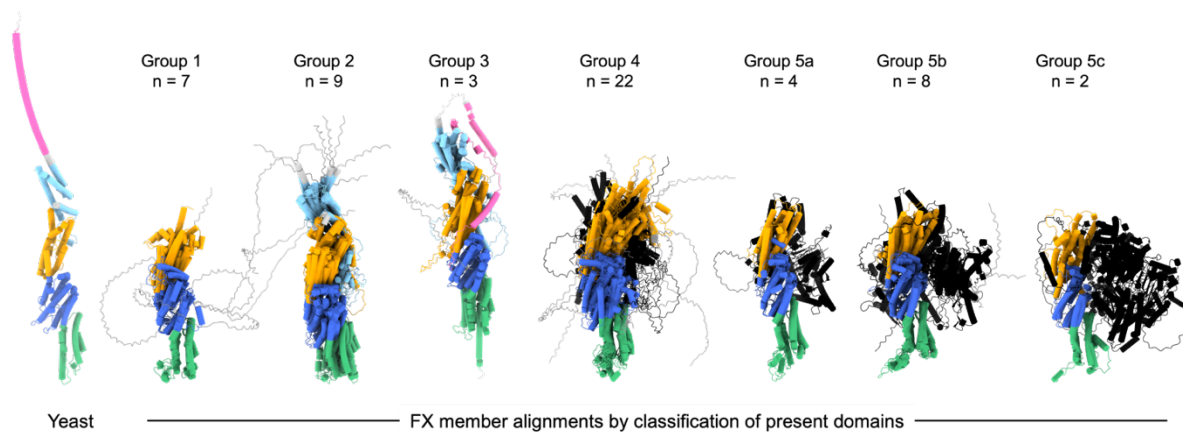 Group 1
n = 7
Group 2
n = 9
Group 3
n = 3
Group 4
n = 22
Group 5a
n = 4
Group 5b
n = 8
Group 5c
n = 2
Yeast
FX member alignments by classification of present domains